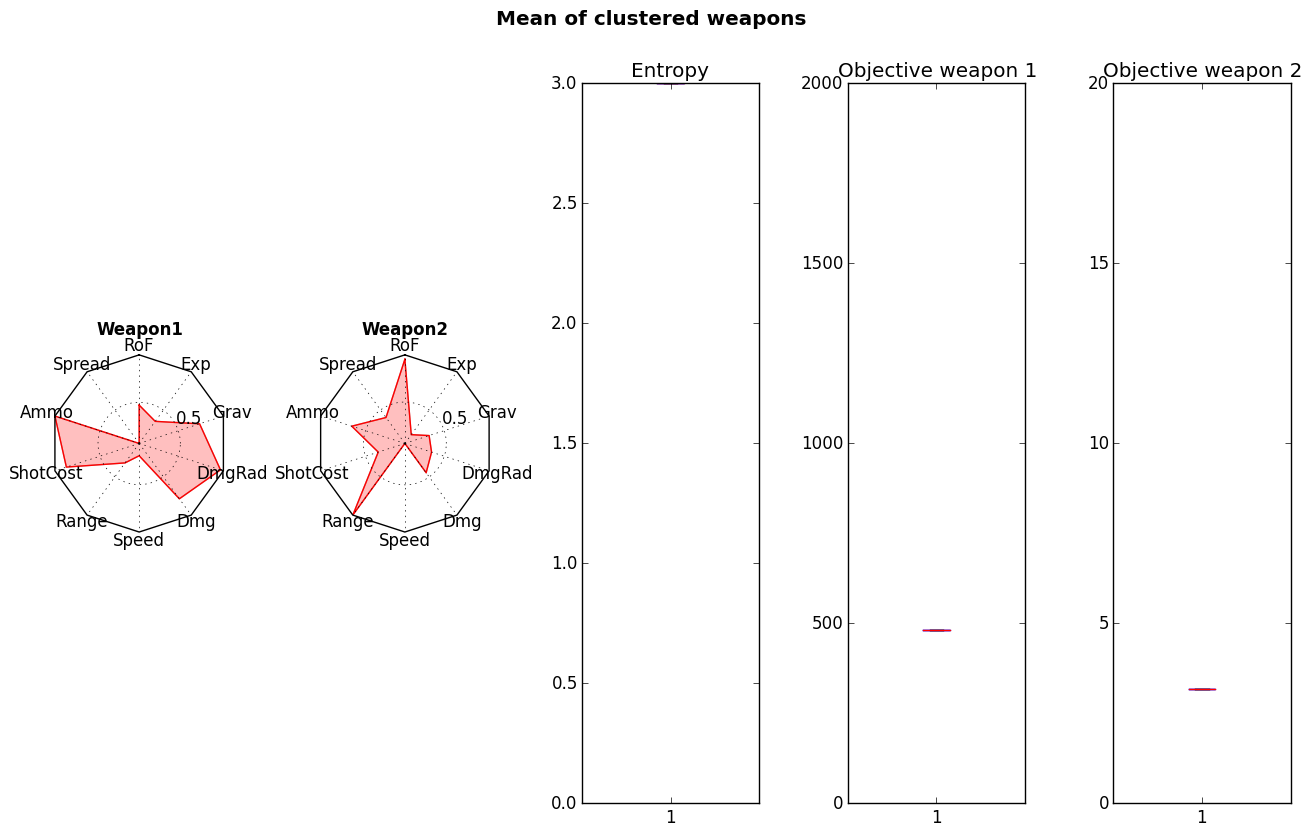 Mean of clustered weapons
Weapon1
RoF
Exp
Grav
DmgRad
Dmg
Speed
Range
ShotCost
Ammo
Spread
0.5
Weapon2
RoF
Exp
Grav
DmgRad
Dmg
Speed
Range
ShotCost
Ammo
Spread
0.5
Entropy
3.0
2.5
2.0
1.5
1.0
0.5
0.0
1
Objective weapon 1
2000
1500
1000
500
0
1
Objective weapon 2
20
15
10
5
0
1